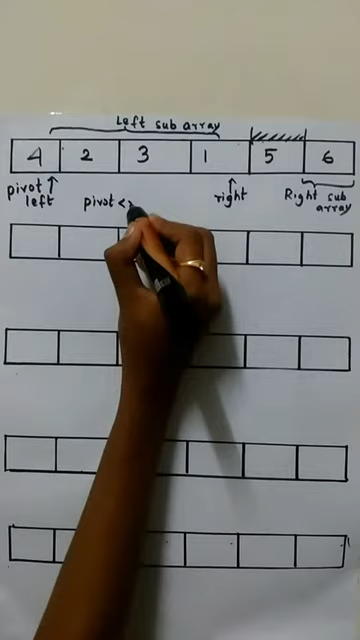 Left sub array
4 2 3 1 5 6
pivot left right Right sub array
pivot <